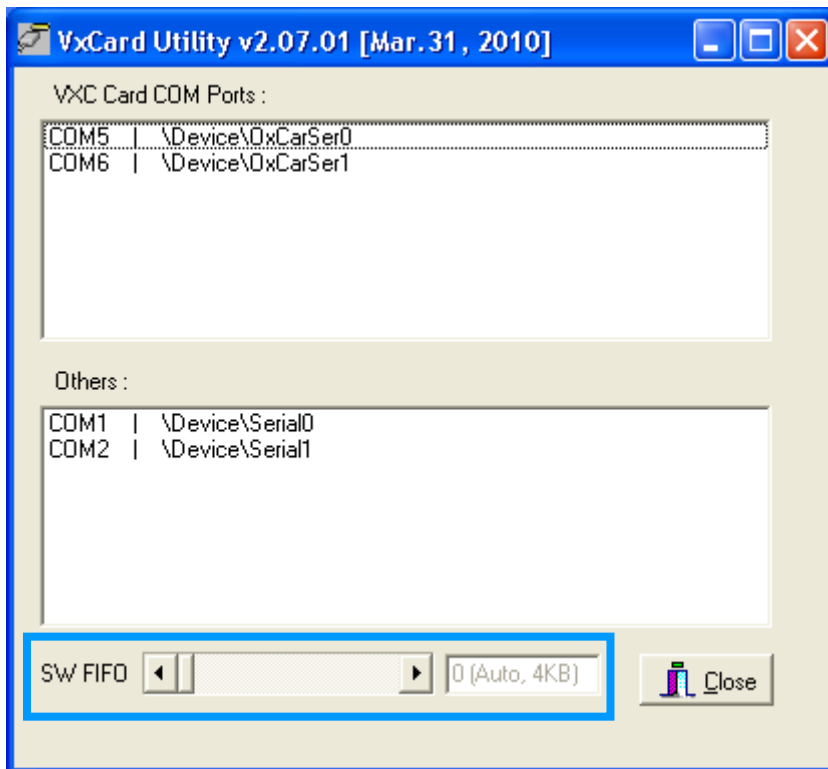 VxCard Utility v2.07.01 [Mar.31, 2010]
VXC Card COM Ports :
COM5 | \Device\OxCarSer0
COM6 | \Device\OxCarSer1
Others :
COM1 | \Device\Serial0
COM2 | \Device\Serial1
SW FIFO 0 (Auto, 4KB) Close